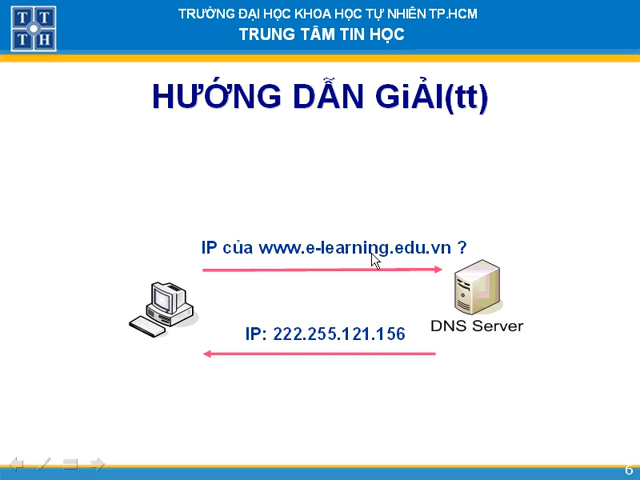 TRƯỜNG ĐẠI HỌC KHOA HỌC TỰ NHIÊN TP.HCM
TRUNG TÂM TIN HỌC
T T
T H
HƯỚNG DẪN GiẢI(tt)
IP của www.e-learning.edu.vn ?
DNS Server
IP: 222.255.121.156
6